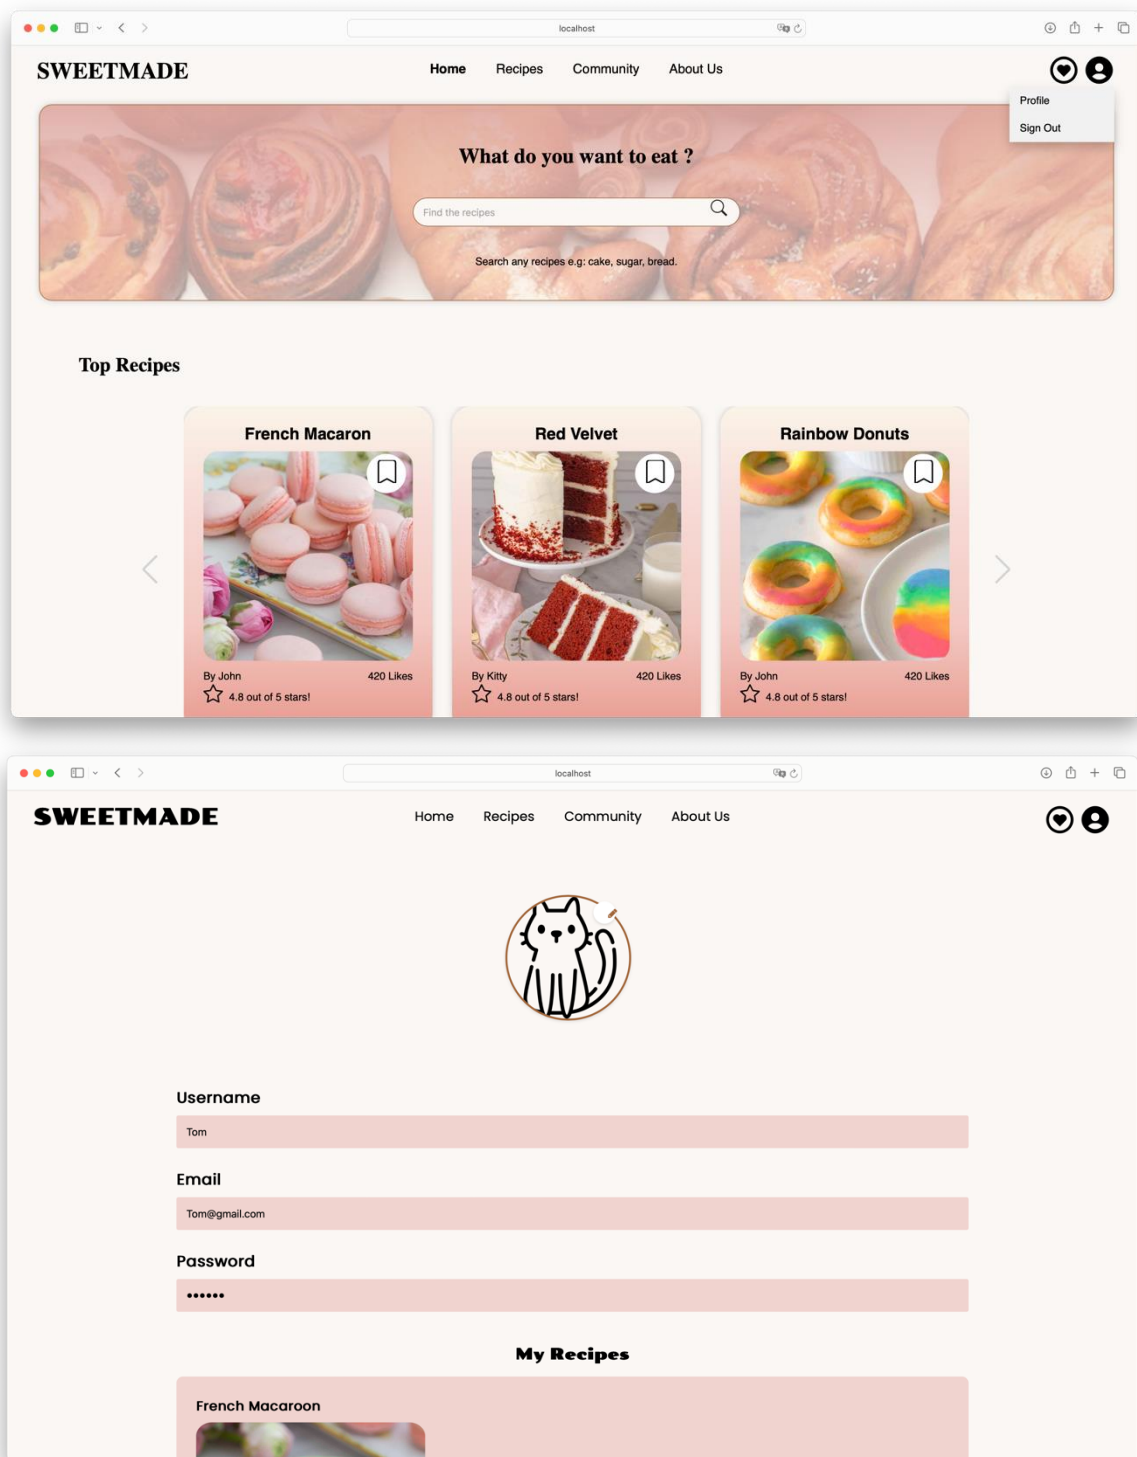 localhost
SWEETMADE
Home Recipes Community About Us
Profile
Sign Out
What do you want to eat ?
Find the recipes
Search any recipes e.g: cake, sugar, bread.
Top Recipes
French Macaron
Red Velvet
Rainbow Donuts
By John 420 Likes
4.8 out of 5 stars!
By Kitty 420 Likes
4.8 out of 5 stars!
By John 420 Likes
4.8 out of 5 stars!
localhost
SWEETMADE
Home Recipes Community About Us
Username
Tom
Email
Tom@gmail.com
Password
••••••
My Recipes
French Macaroon